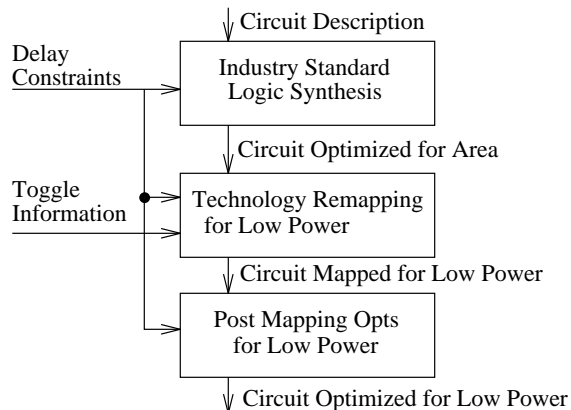 Circuit Description
Delay
Constraints
Industry Standard
Logic Synthesis
Circuit Optimized for Area
Toggle
Information
Technology Remapping
for Low Power
Circuit Mapped for Low Power
Post Mapping Opts
for Low Power
Circuit Optimized for Low Power